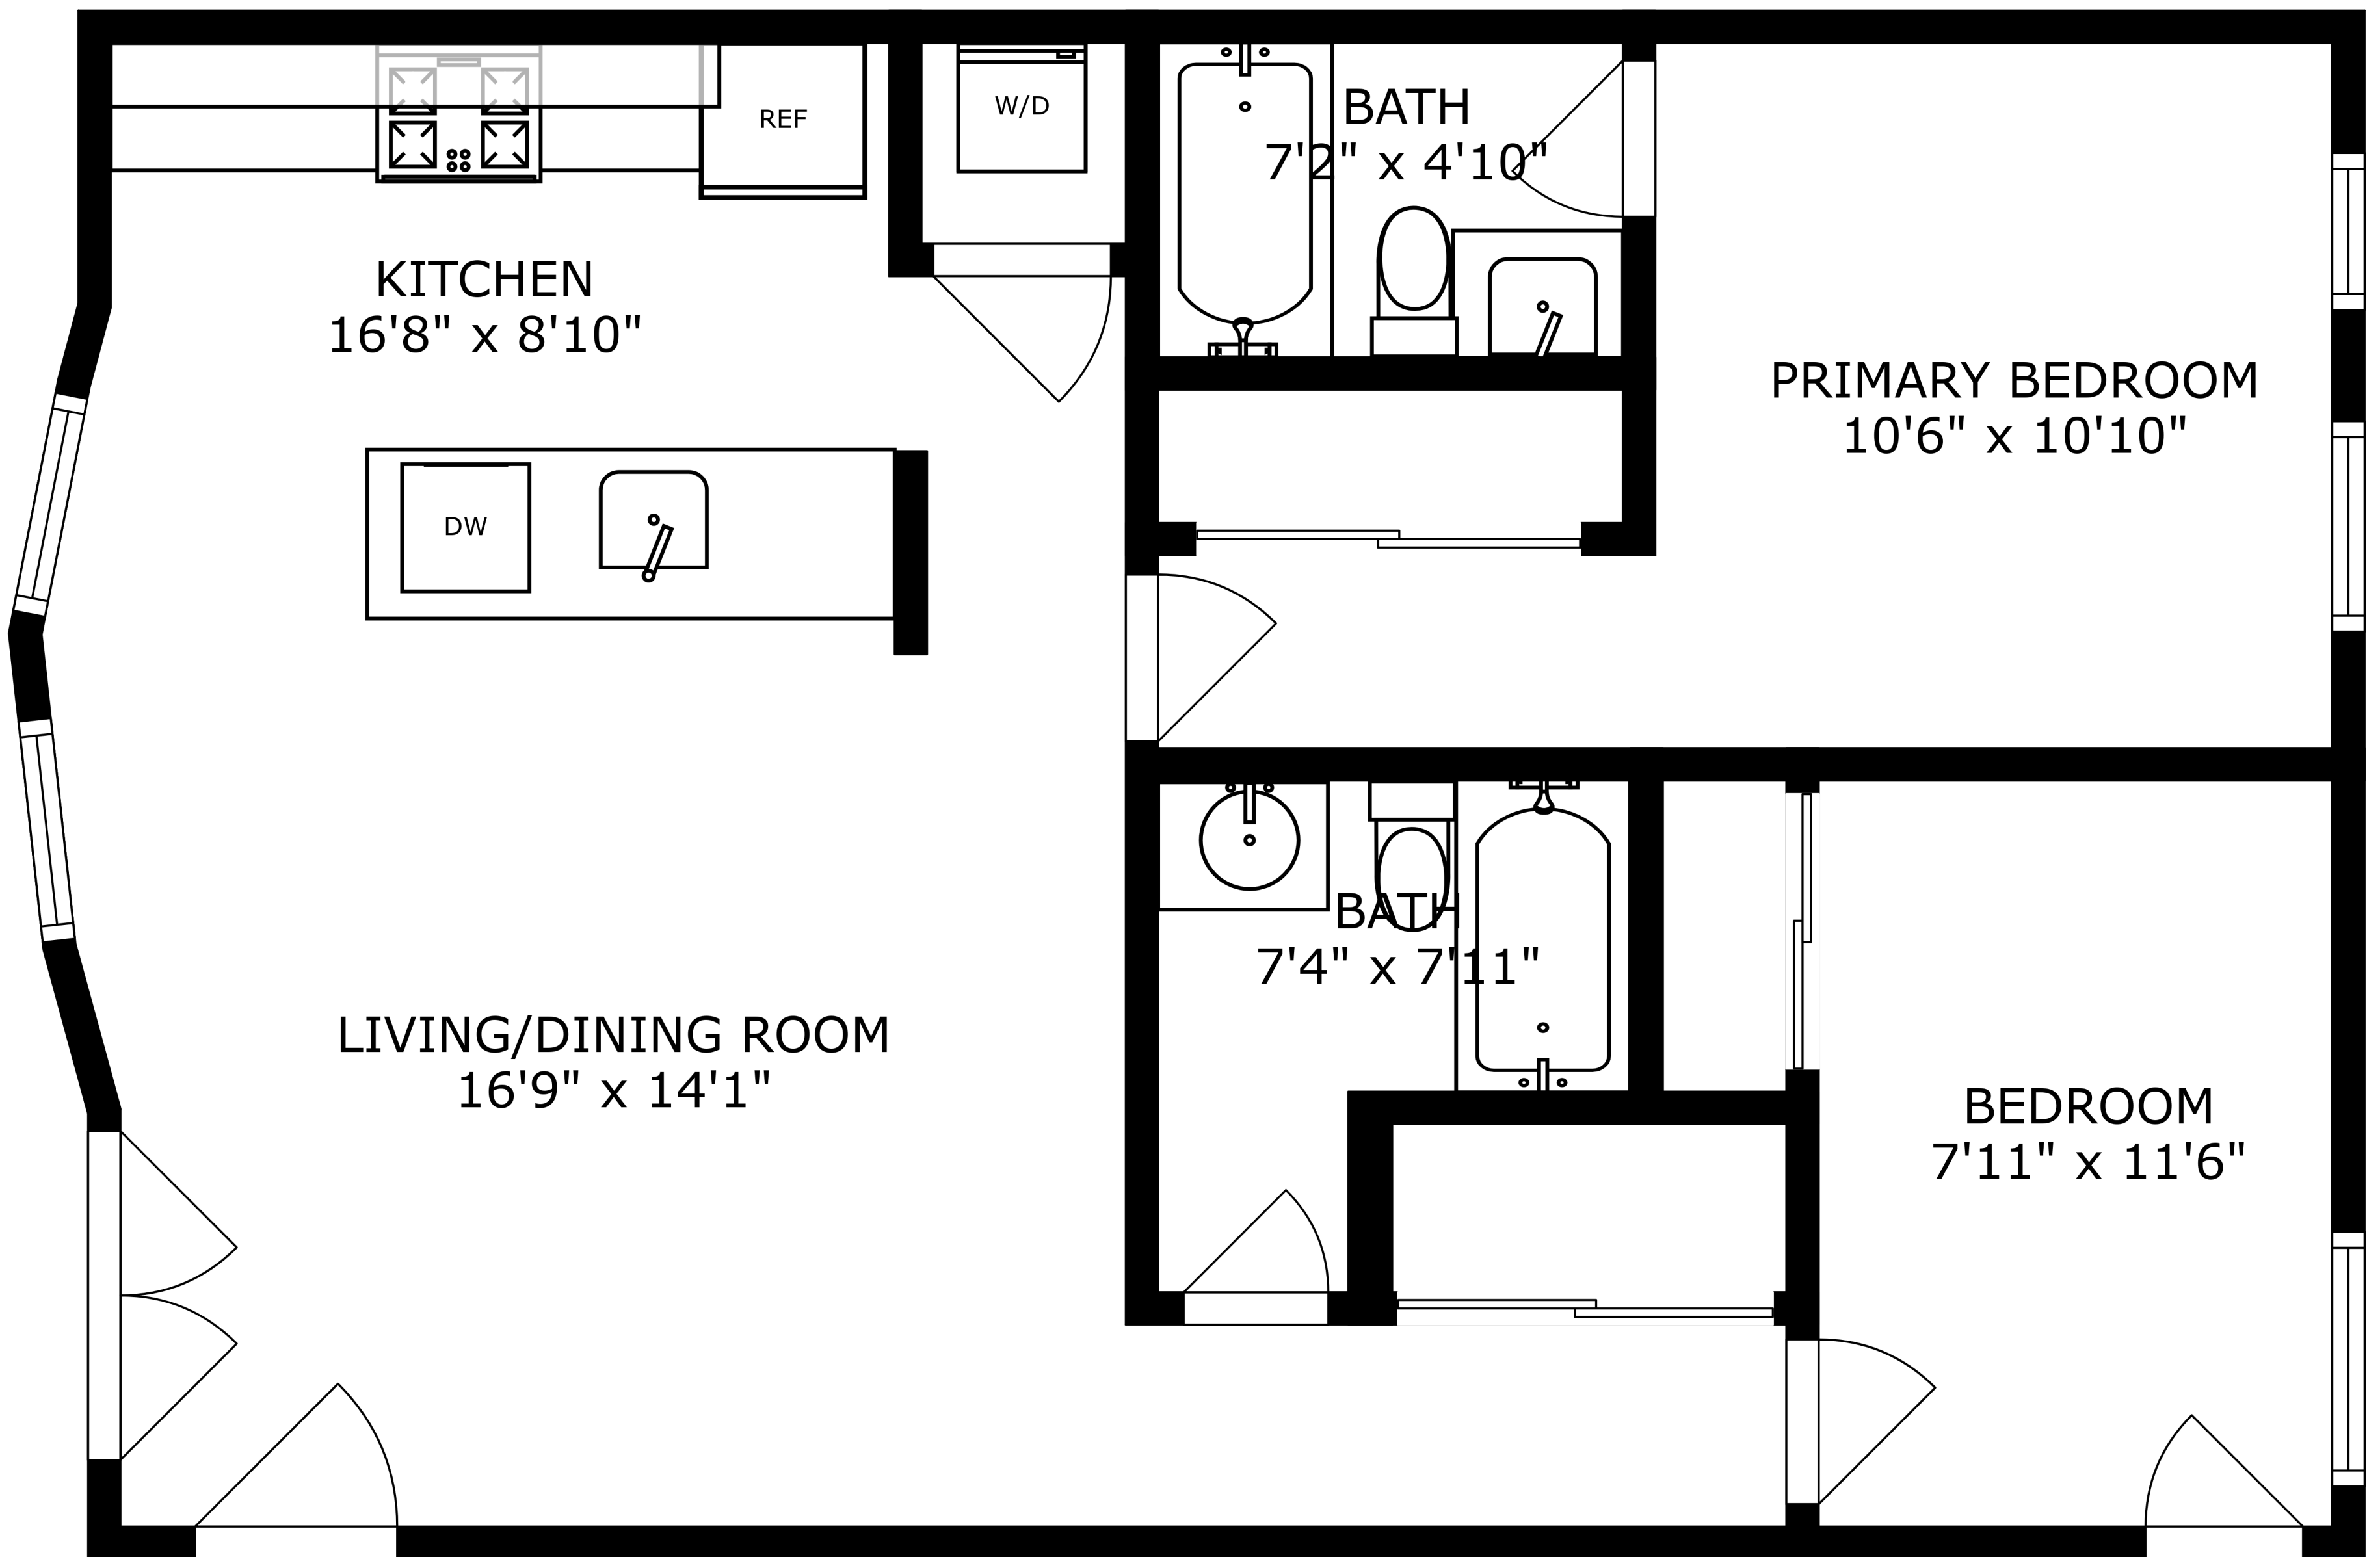 REF
W/D
BATH
7'2" x 4'10"
KITCHEN
16'8" x 8'10"
PRIMARY BEDROOM
10'6" x 10'10"
DW
BATH
7'4" x 7'11"
LIVING/DINING ROOM
16'9" x 14'1"
BEDROOM
7'11" x 11'6"